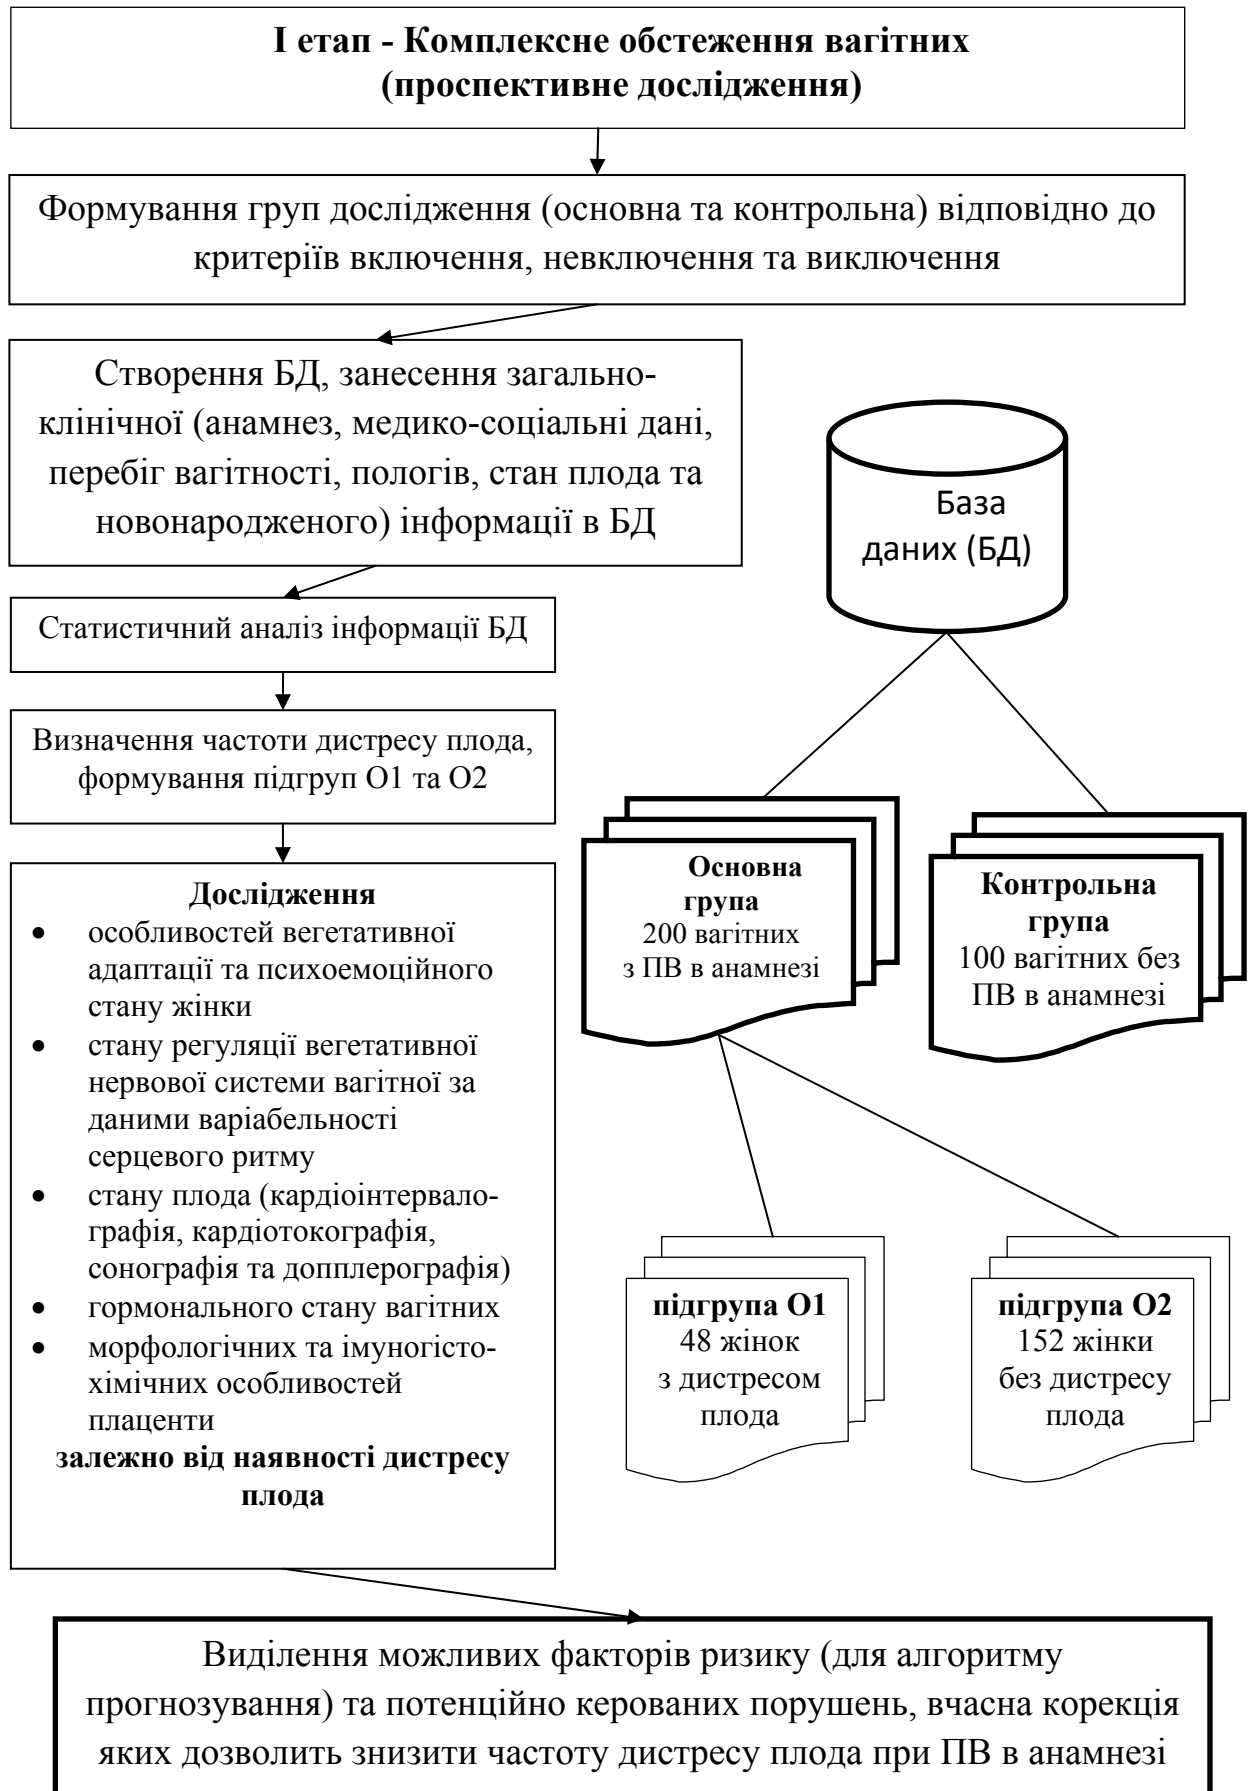 І етап - Комплексне обстеження вагітних
(проспективне дослідження)
Формування груп дослідження (основна та контрольна) відповідно до
критеріїв включення, невключення та виключення
Створення БД, занесення загально-
клінічної (анамнез, медико-соціальні дані,
перебіг вагітності, пологів, стан плода та
новонародженого) інформації в БД
База
даних (БД)
Статистичний аналіз інформації БД
Визначення частоти дистресу плода,
формування підгруп О1 та О2
Дослідження
• особливостей вегетативної
адаптації та психоемоційного
стану жінки
• стану регуляції вегетативної
нервової системи вагітної за
даними варіабельності
серцевого ритму
• стану плода (кардіоінтервало-
графія, кардіотокографія,
сонографія та допплерографія)
• гормонального стану вагітних
• морфологічних та імуногісто-
хімічних особливостей
плаценти
залежно від наявності дистресу
плода
Основна
група
200 вагітних
з ПВ в анамнезі
Контрольна
група
100 вагітних без
ПВ в анамнезі
підгрупа О1
48 жінок
з дистресом
плода
підгрупа О2
152 жінки
без дистресу
плода
Виділення можливих факторів ризику (для алгоритму
прогнозування) та потенційно керованих порушень, вчасна корекція
яких дозволить знизити частоту дистресу плода при ПВ в анамнезі